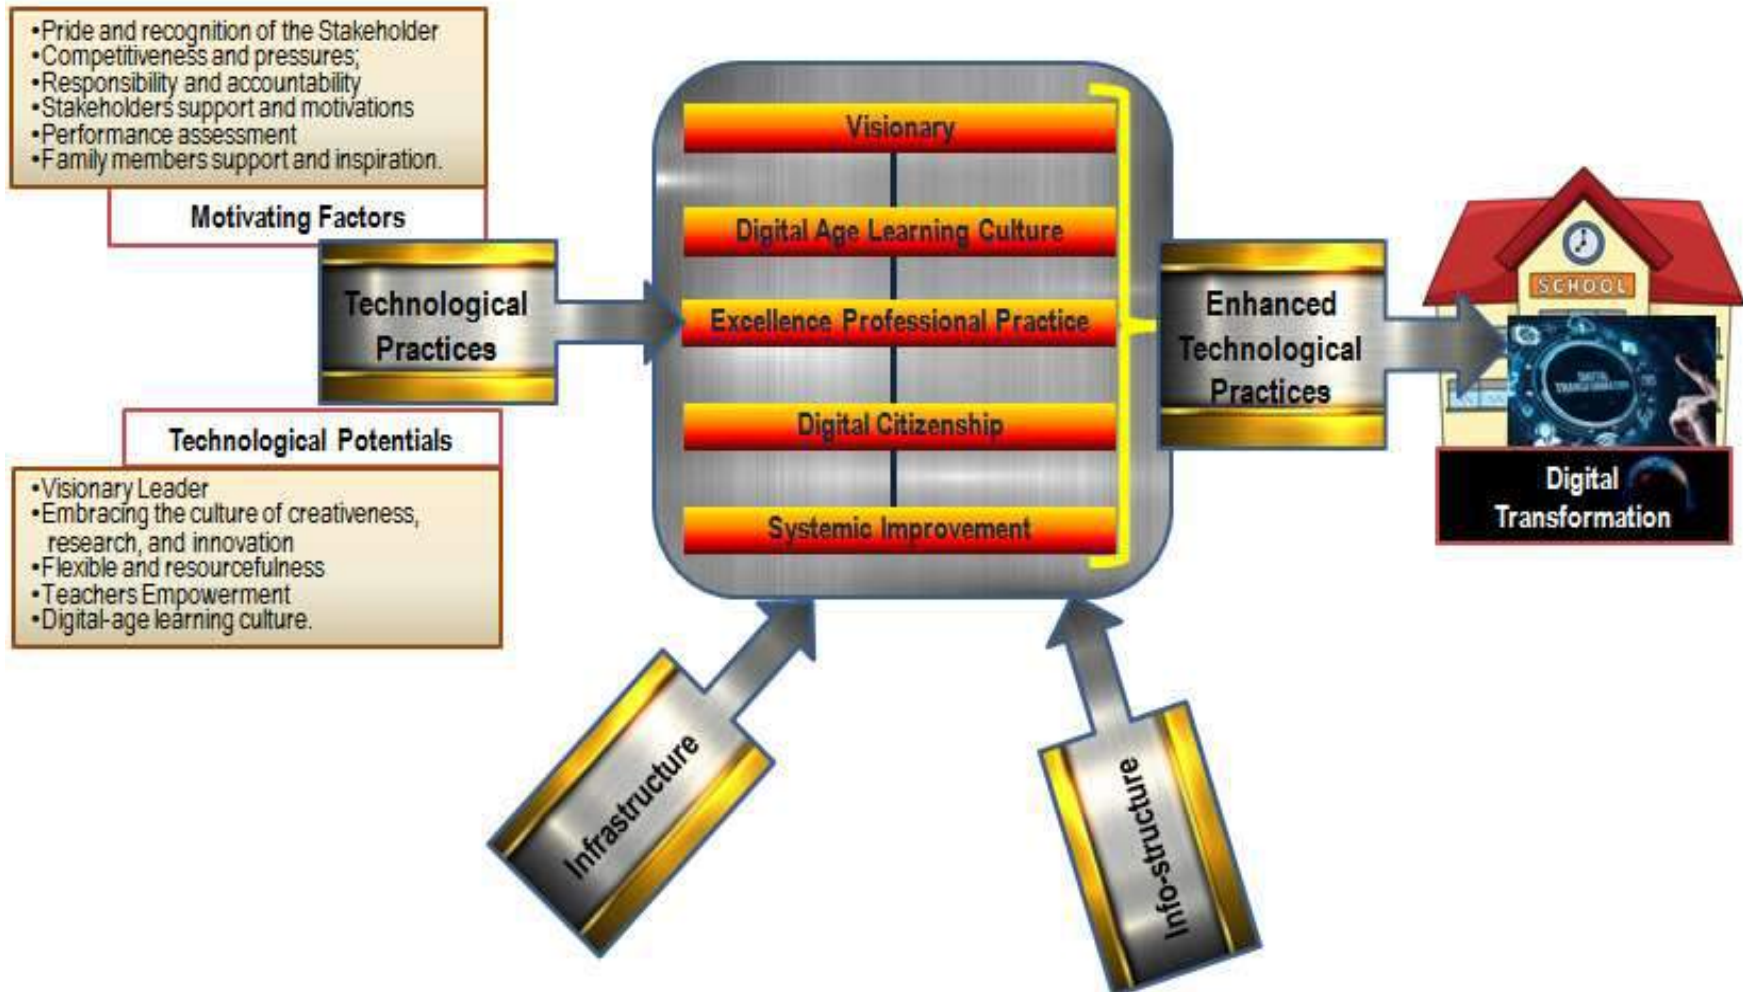 •Pride and recognition of the Stakeholder
•Competitiveness and pressures;
•Responsibility and accountability
•Stakeholders support and motivations
•Performance assessment
•Family members support and inspiration.
Motivating Factors
Technological
Practices
Technological Potentials
•Visionary Leader
•Embracing the culture of creativeness,
research, and innovation
•Flexible and resourcefulness
•Teachers Empowerment
•Digital-age learning culture.
Visionary
Digital Age Learning Culture
Excellence Professional Practice
Digital Citizenship
Systemic Improvement
Infrastructure
Info-structure
Enhanced
Technological
Practices
SCHOOL
DIGITAL
TRANSFORMATION
Digital
Transformation